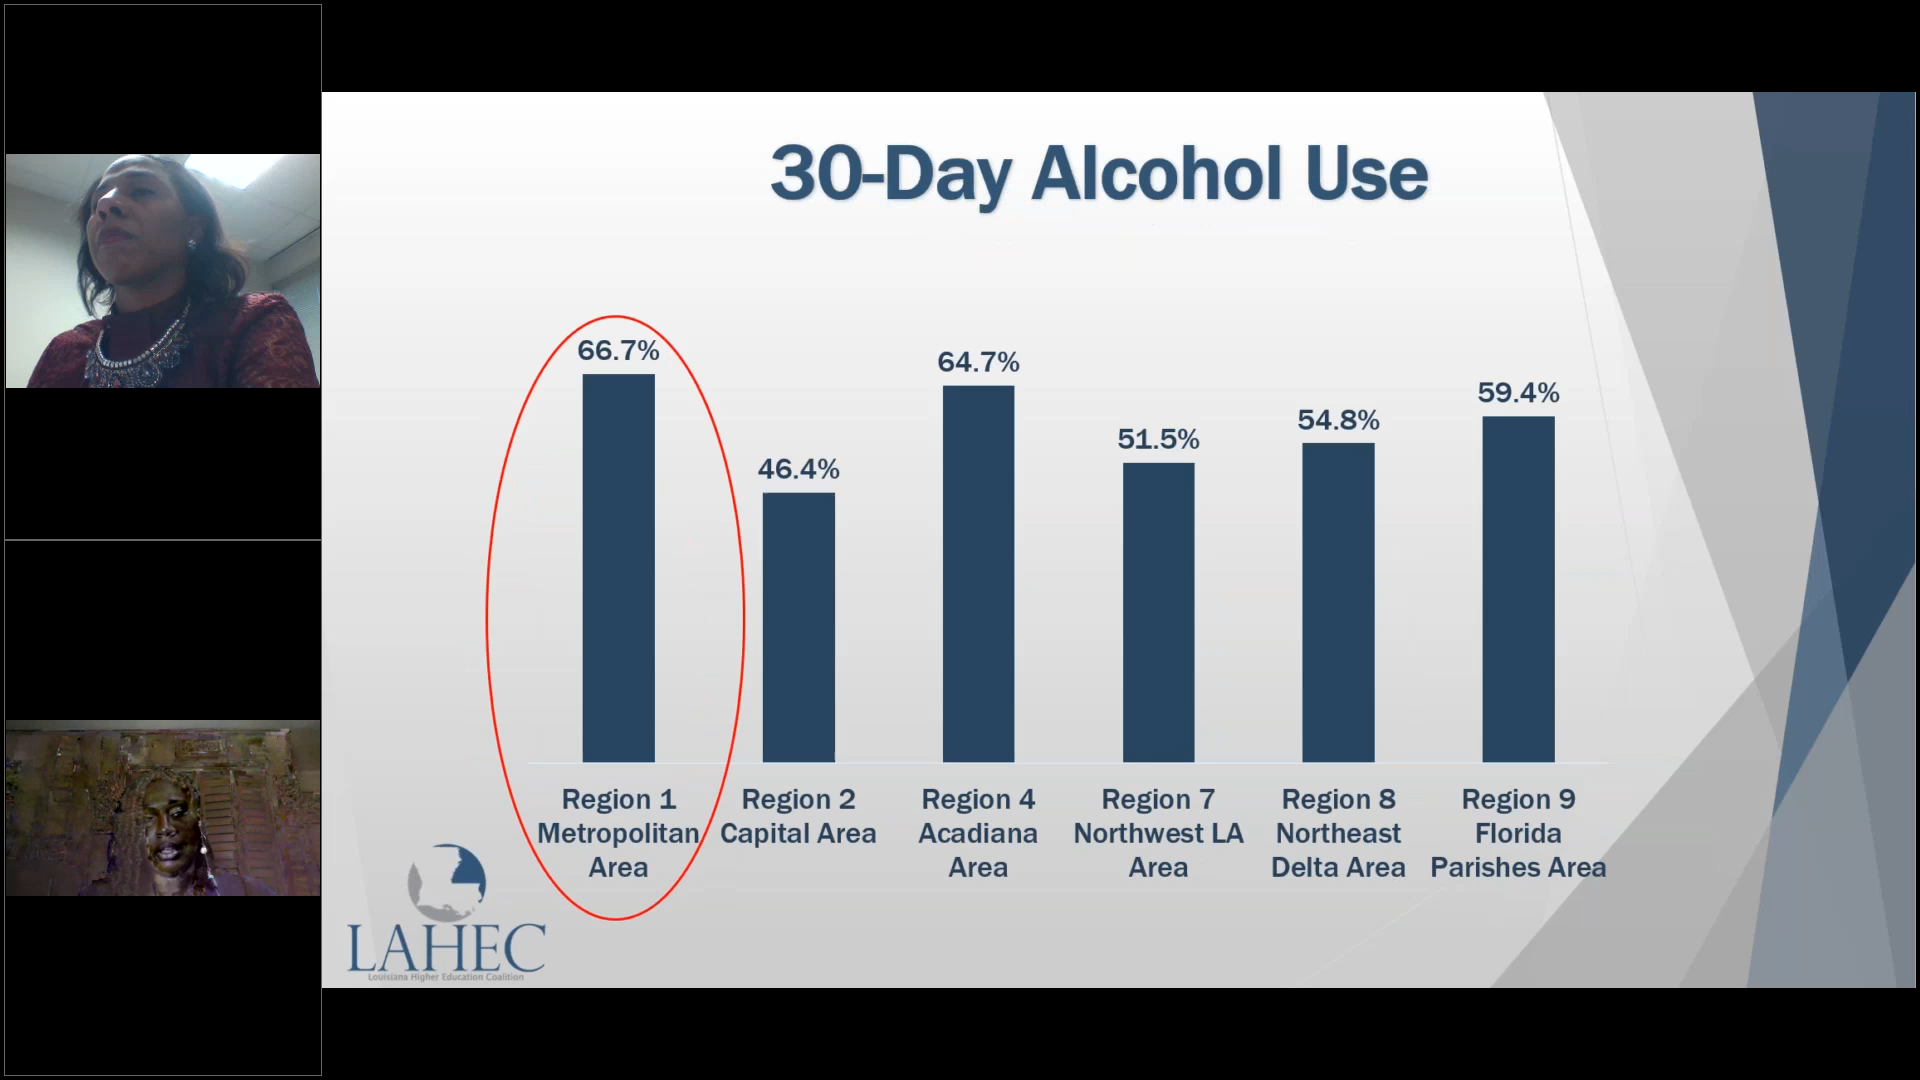 30-Day Alcohol Use
66.7%
46.4%
64.7%
51.5%
54.8%
59.4%
Region 1
Metropolitan
Area
Region 2
Capital Area
Region 4
Acadiana
Area
Region 7
Northwest LA
Area
Region 8
Northeast
Delta Area
Region 9
Florida
Parishes Area
LAHEC
Louisiana Higher Education Coalition